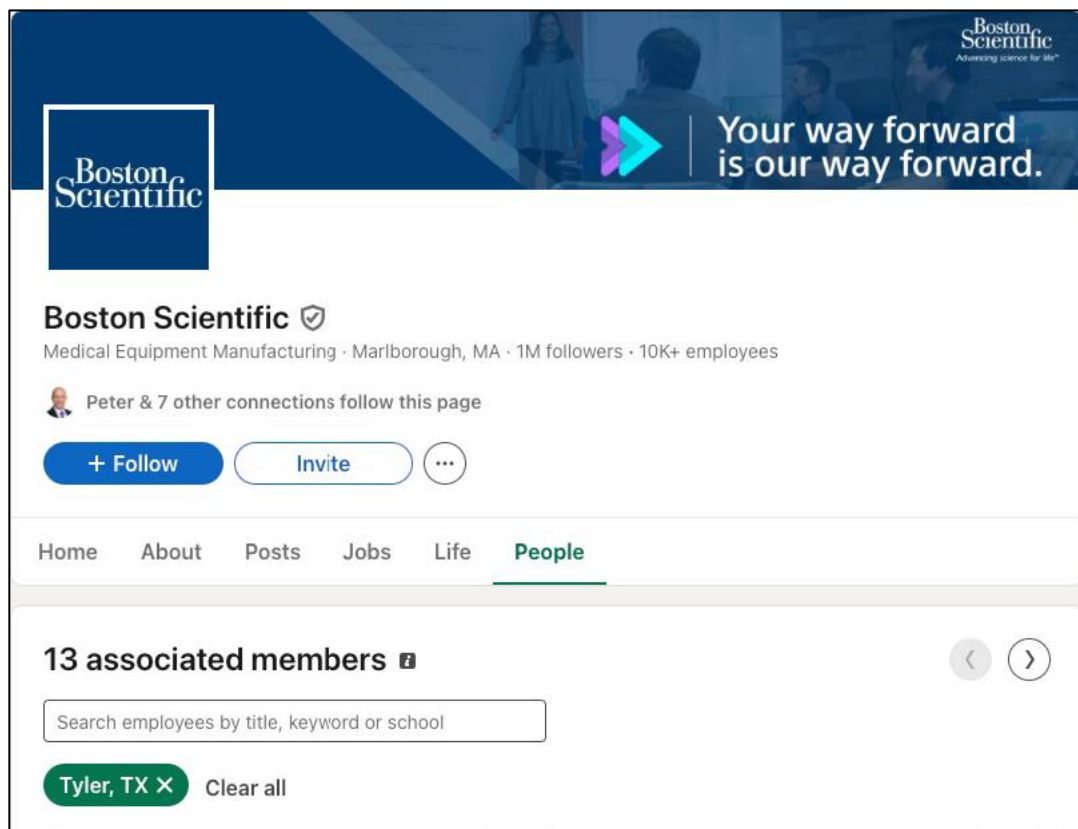 Boston
Scientific
Advancing science for life™
Your way forward
is our way forward.
Boston
Scientific
Boston Scientific
Medical Equipment Manufacturing · Marlborough, MA · 1M followers · 10K+ employees
Peter & 7 other connections follow this page
+ Follow Invite ...
Home About Posts Jobs Life People
13 associated members
Search employees by title, keyword or school
Tyler, TX × Clear all